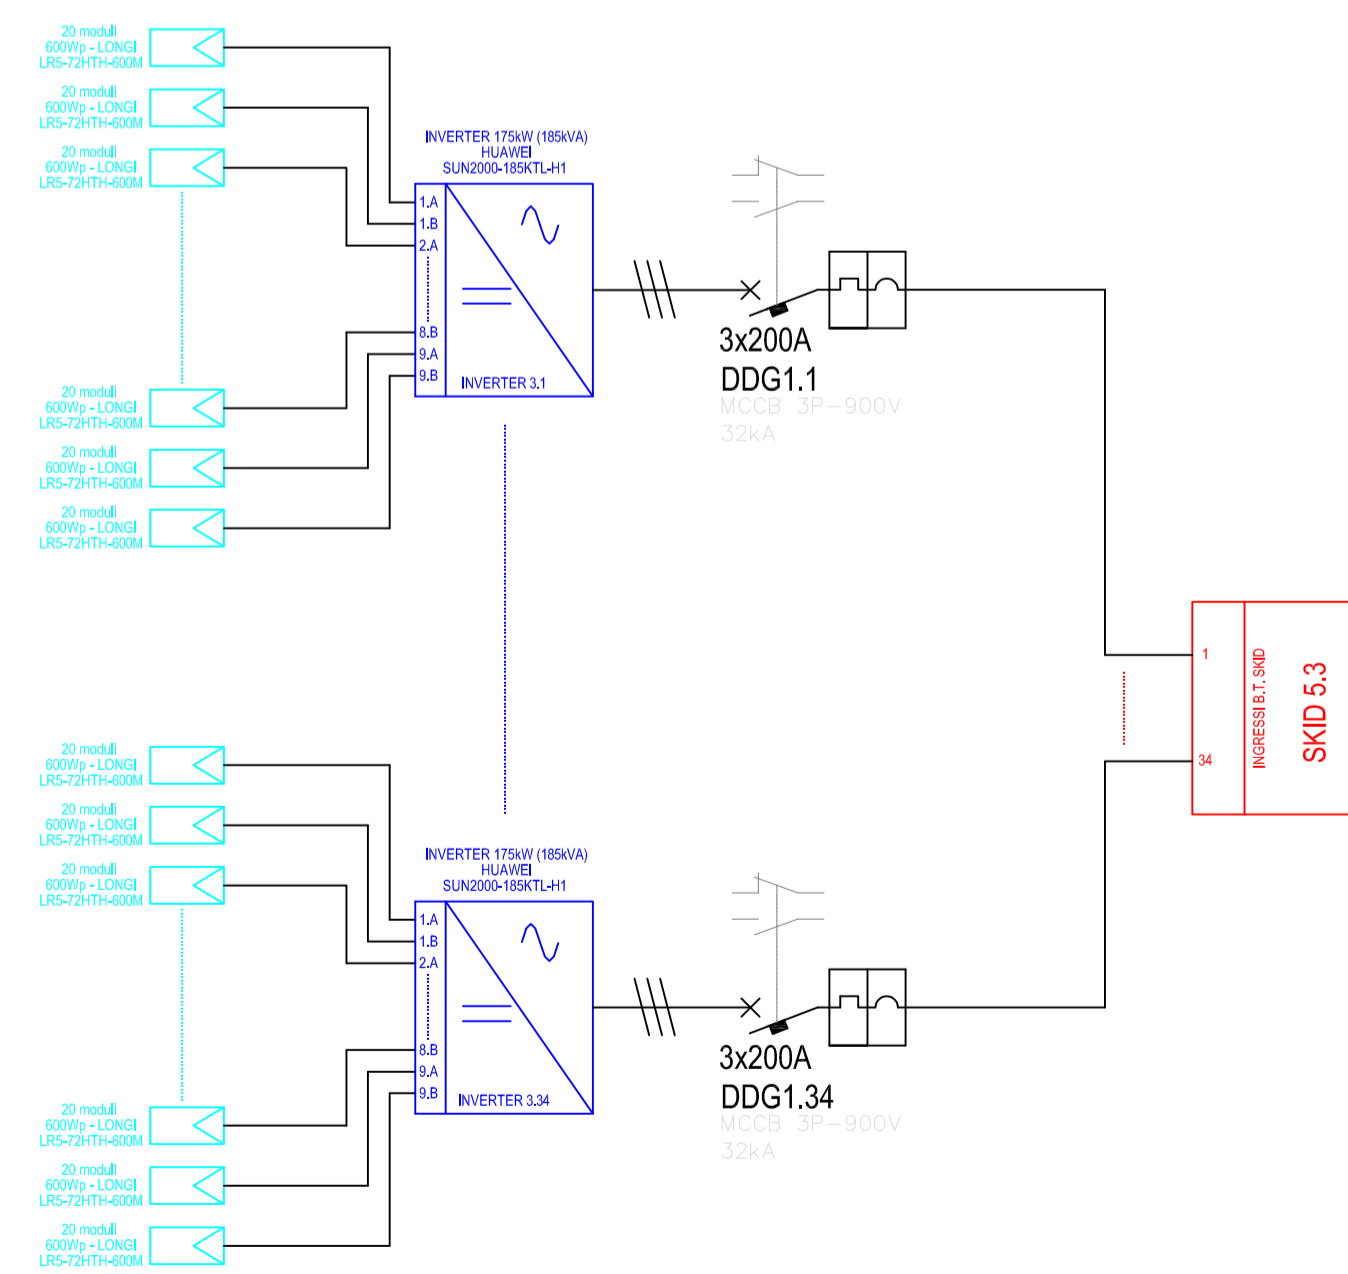 20 moduli
600Wp - LONGI
LR5-72HTH-600M
20 moduli
600Wp - LONGI
LR5-72HTH-600M
20 moduli
600Wp - LONGI
LR5-72HTH-600M
20 moduli
600Wp - LONGI
LR5-72HTH-600M
20 moduli
600Wp - LONGI
LR5-72HTH-600M
20 moduli
600Wp - LONGI
LR5-72HTH-600M
INVERTER 175kW (185kVA)
HUAWEI
SUN2000-185KTL-H1
1.A
1.B
2.A
8.B
9.A
9.B
INVERTER 3.1
3x200A
DDG1.1
MCCB 3P-900V
32kA
1
34
INGRESSI B.T. SKID
SKID 5.3
20 moduli
600Wp - LONGI
LR5-72HTH-600M
20 moduli
600Wp - LONGI
LR5-72HTH-600M
20 moduli
600Wp - LONGI
LR5-72HTH-600M
20 moduli
600Wp - LONGI
LR5-72HTH-600M
20 moduli
600Wp - LONGI
LR5-72HTH-600M
20 moduli
600Wp - LONGI
LR5-72HTH-600M
INVERTER 175kW (185kVA)
HUAWEI
SUN2000-185KTL-H1
1.A
1.B
2.A
8.B
9.A
9.B
INVERTER 3.34
3x200A
DDG1.34
MCCB 3P-900V
32kA